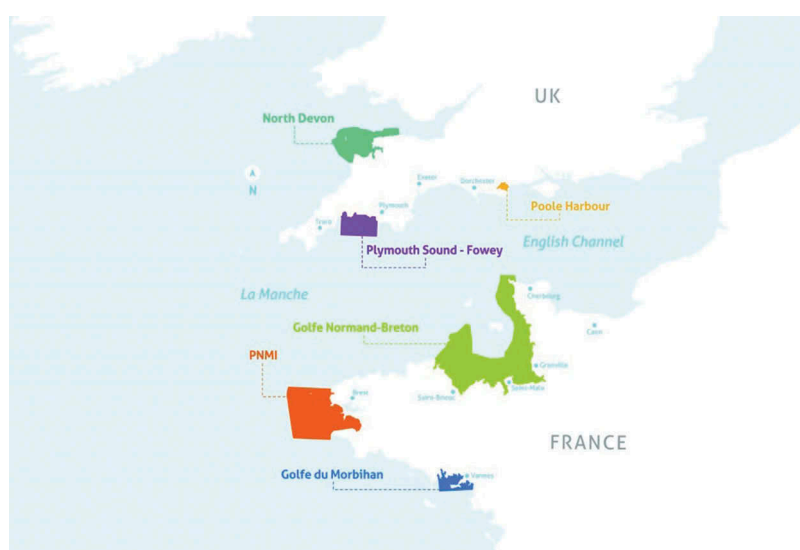 UK
North Devon
N
Exeter
Dorchester
Poole Harbour
Plymouth
Truro
Plymouth Sound - Fowey
English Channel
La Manche
Cherbourg
Golfe Normand-Breton
Caen
PNMI
Granville
Saint-Malo
Brest
Saint-Brieuc
FRANCE
Golfe du Morbihan
Vannes